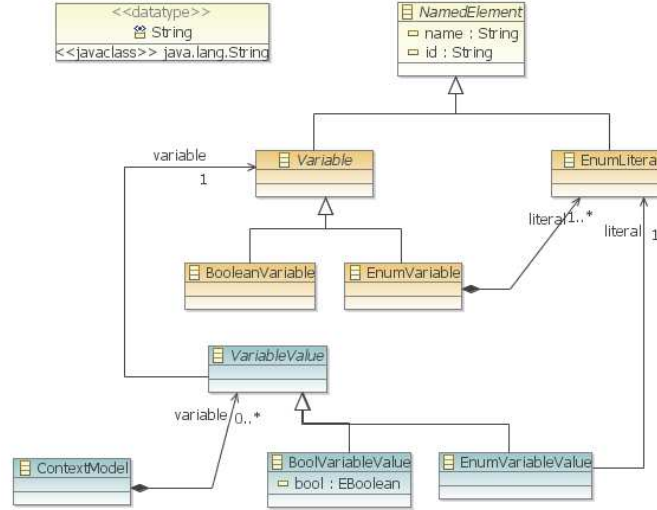 <<datatype>>
String
<<javaclass>> java.lang.String
NamedElement
name : String
id : String
variable
1
Variable
EnumLiteral
literal
1..*
literal
1
BooleanVariable
EnumVariable
VariableValue
variable
0..*
ContextModel
BoolVariableValue
bool : EBoolean
EnumVariableValue